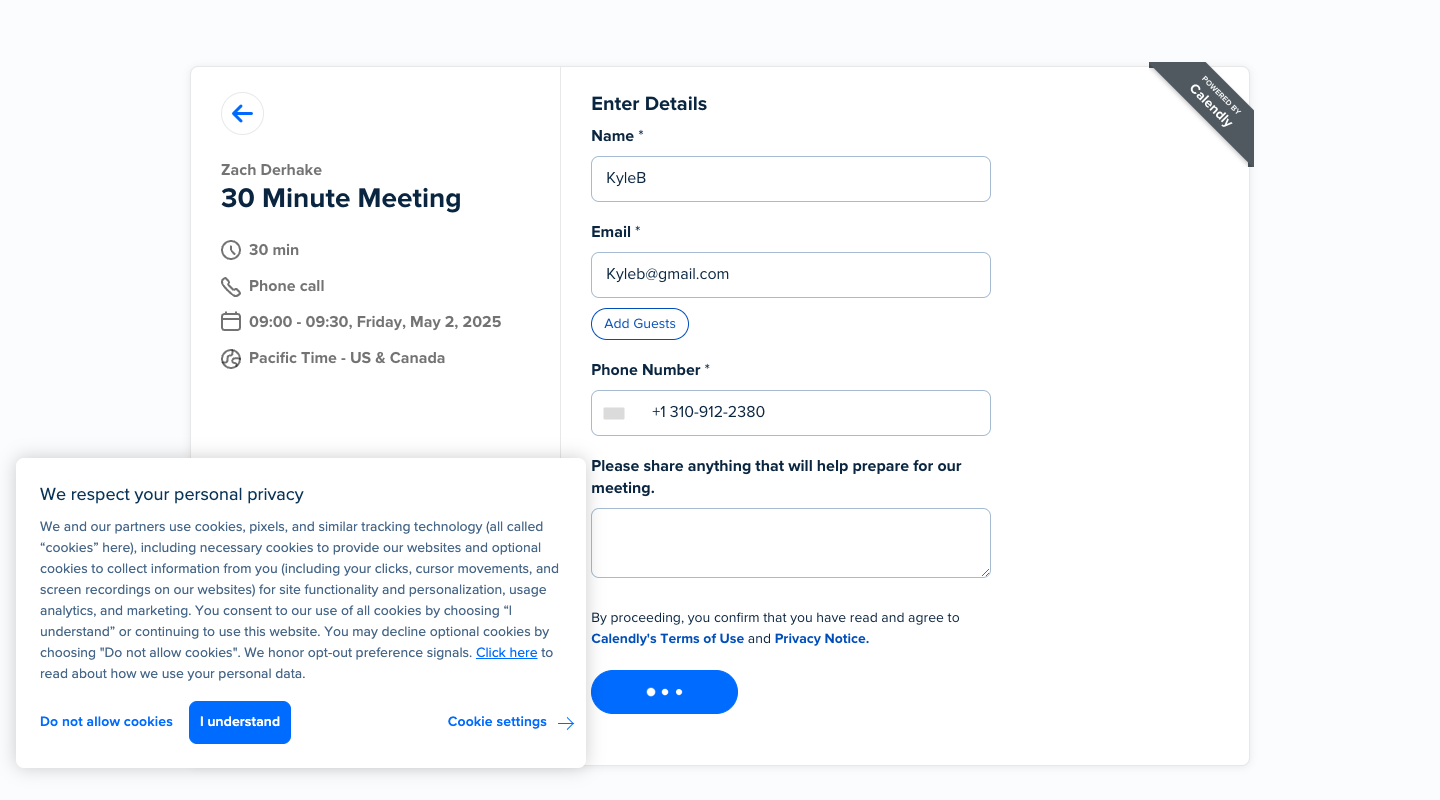 POWERED BY
Calendly
Zach Derhake
30 Minute Meeting
30 min
Phone call
09:00 - 09:30, Friday, May 2, 2025
Pacific Time - US & Canada
Enter Details
Name *
KyleB
Email *
Kyleb@gmail.com
Add Guests
Phone Number *
+1 310-912-2380
Please share anything that will help prepare for our
meeting.
By proceeding, you confirm that you have read and agree to
Calendly's Terms of Use and Privacy Notice.
We respect your personal privacy
We and our partners use cookies, pixels, and similar tracking technology (all called
“cookies” here), including necessary cookies to provide our websites and optional
cookies to collect information from you (including your clicks, cursor movements, and
screen recordings on our websites) for site functionality and personalization, usage
analytics, and marketing. You consent to our use of all cookies by choosing “I
understand” or continuing to use this website. You may decline optional cookies by
choosing "Do not allow cookies". We honor opt-out preference signals. Click here to
read about how we use your personal data.
Do not allow cookies
I understand
Cookie settings